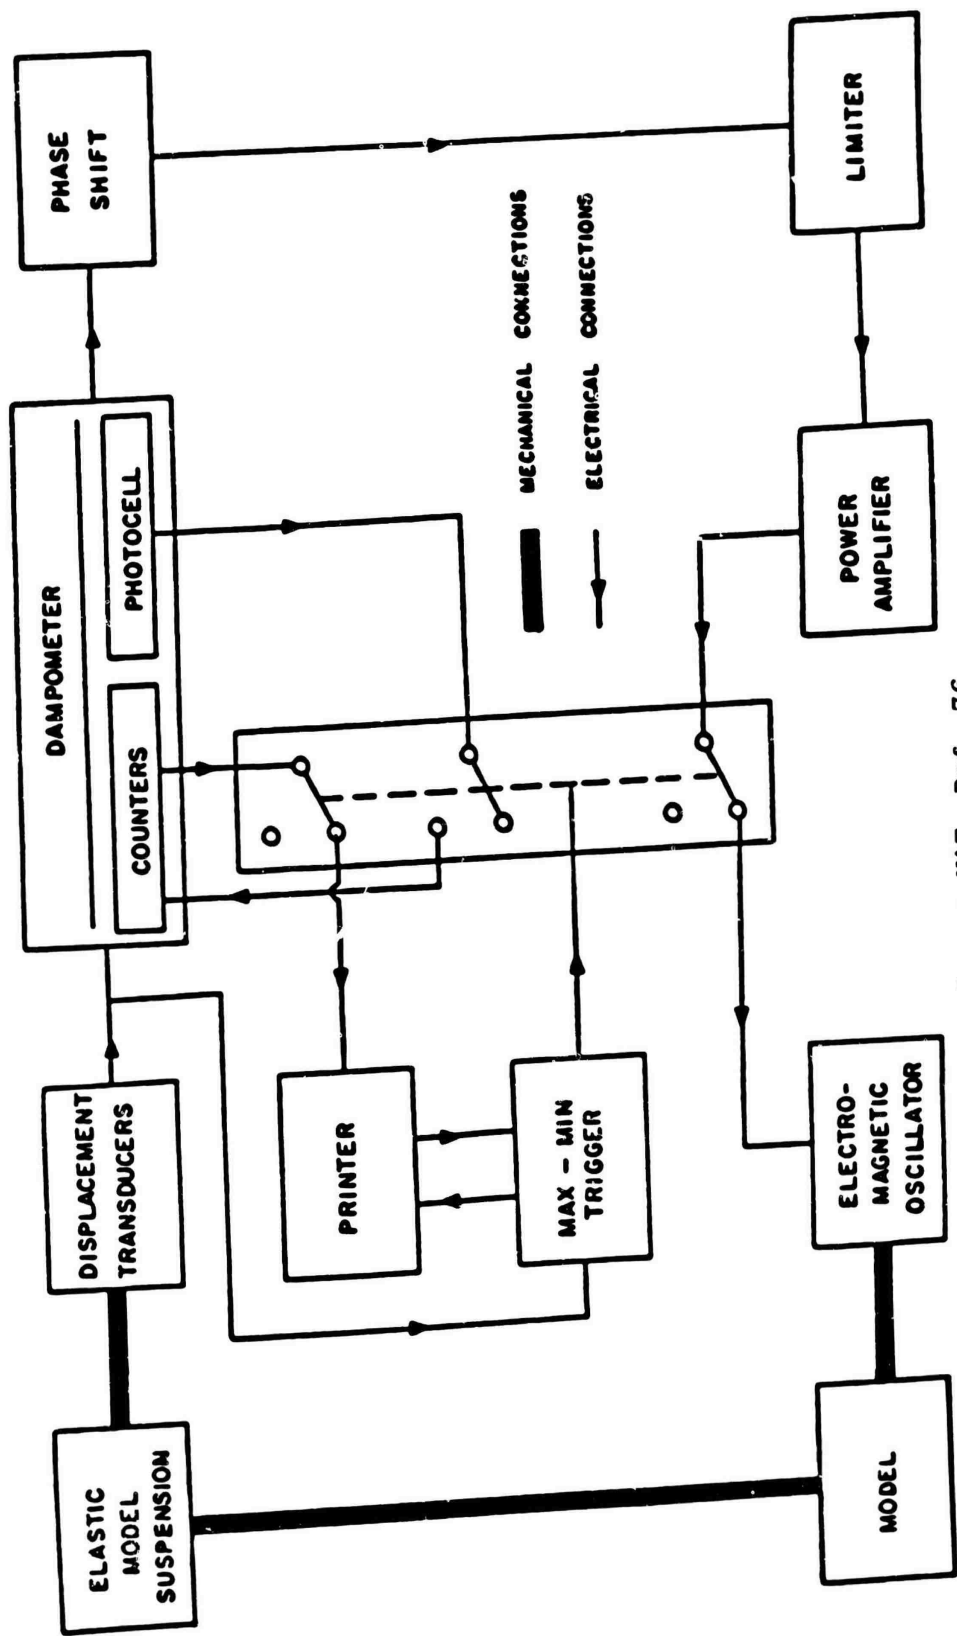 ELASTIC
MODEL
SUSPENSION
DISPLACEMENT
TRANSDUCERS
DAMPOMETER
COUNTERS
PHOTOCELL
PHASE
SHIFT
PRINTER
MAX - MIN
TRIGGER
MECHANICAL CONNECTIONS
ELECTRICAL CONNECTIONS
MODEL
ELECTRO-
MAGNETIC
OSCILLATOR
POWER
AMPLIFIER
LIMITER